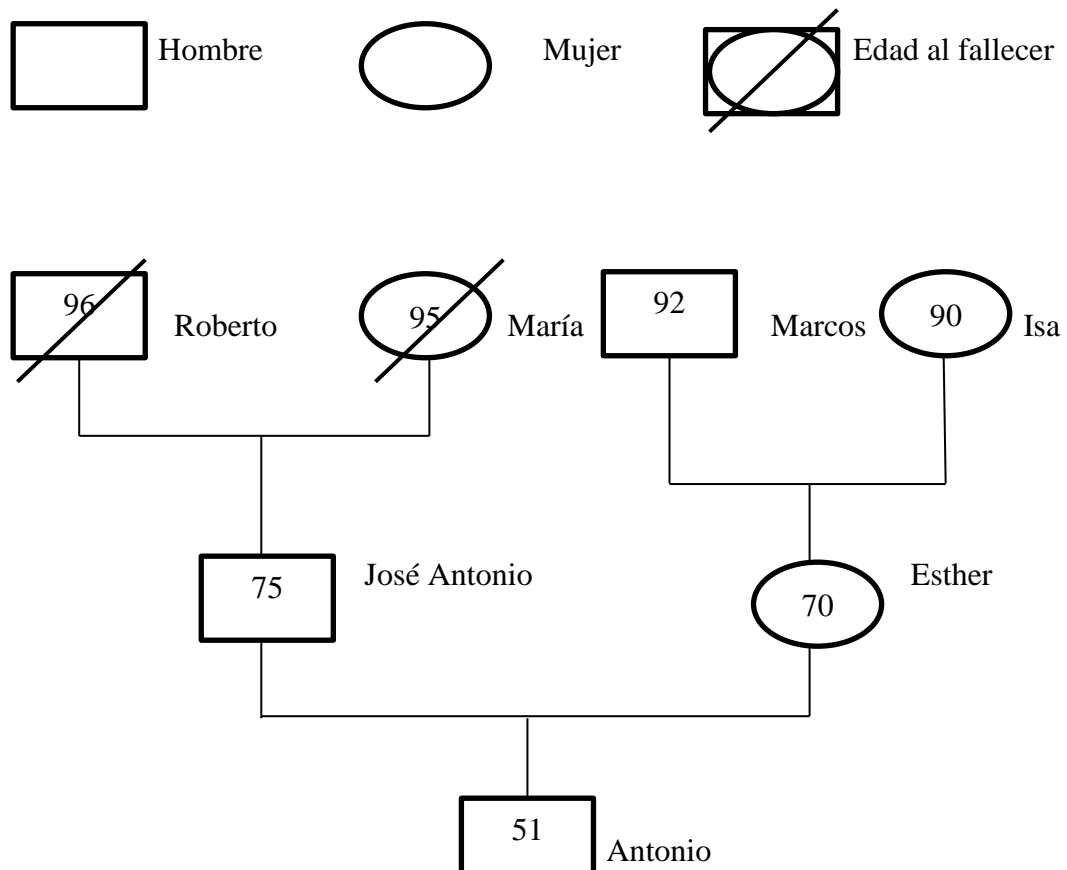 Hombre
Mujer
Edad al fallecer
96
Roberto
95
María
92
Marcos
90
Isa
75
José Antonio
70
Esther
51
Antonio